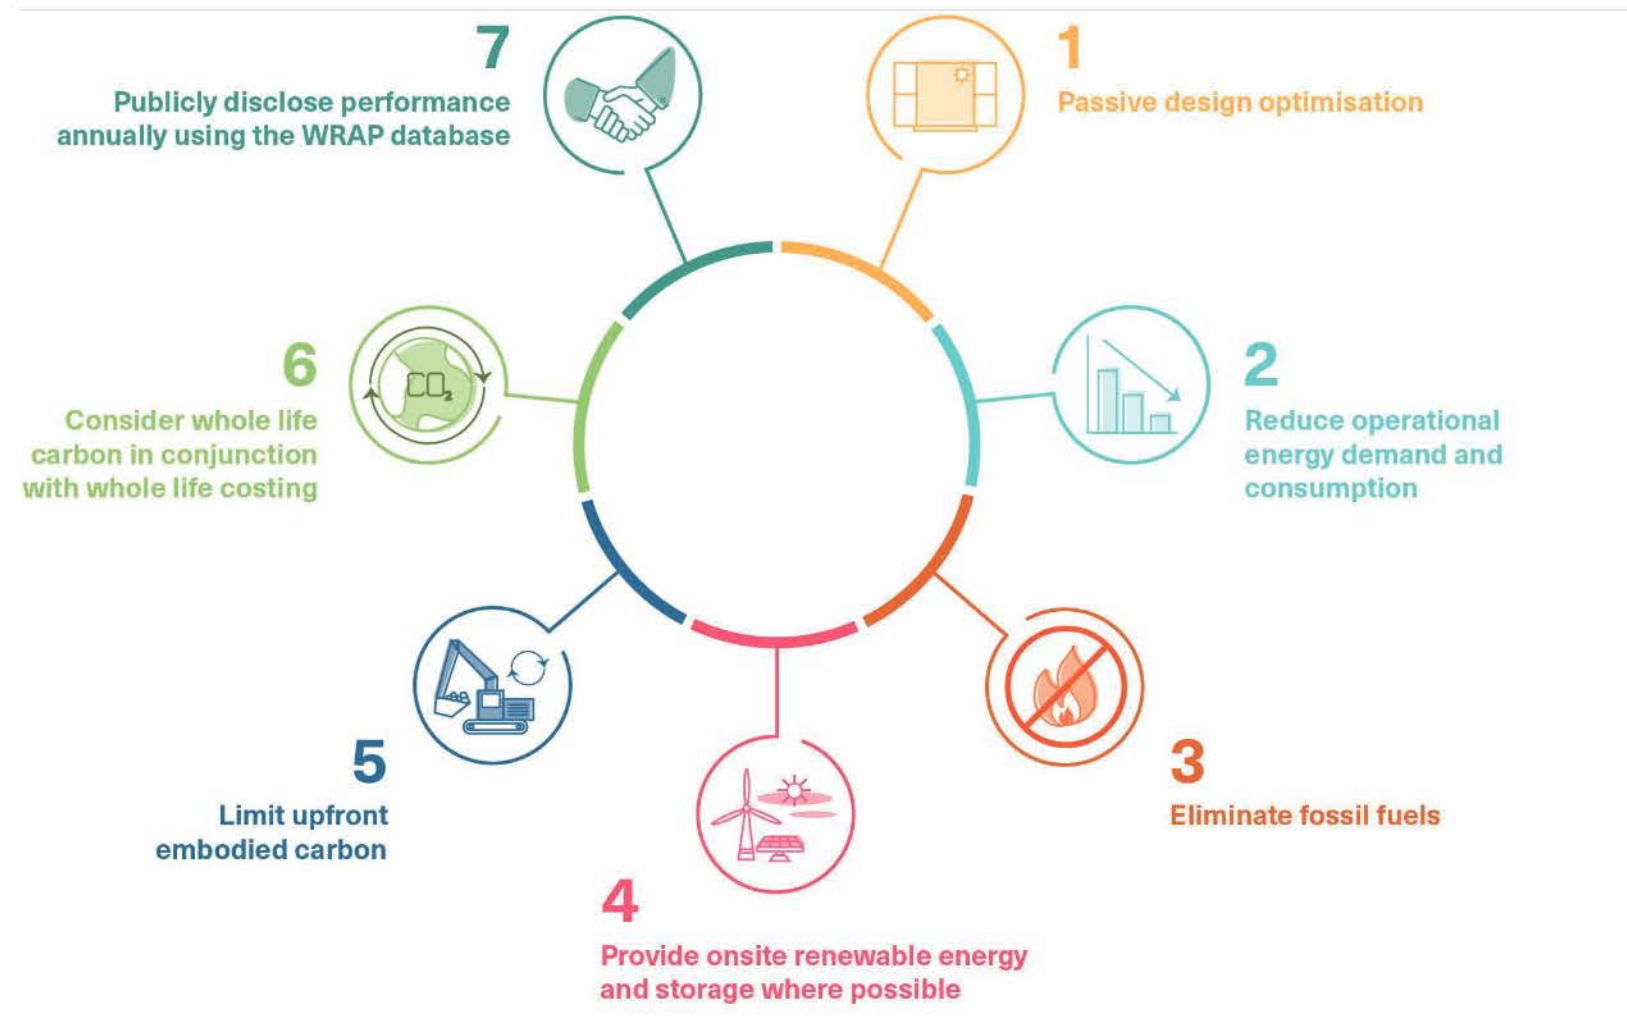 1
Passive design optimisation
2
Reduce operational
energy demand and
consumption
3
Eliminate fossil fuels
4
Provide onsite renewable energy
and storage where possible
5
Limit upfront
embodied carbon
6
Consider whole life
carbon in conjunction
with whole life costing
CO₂
7
Publicly disclose performance
annually using the WRAP database